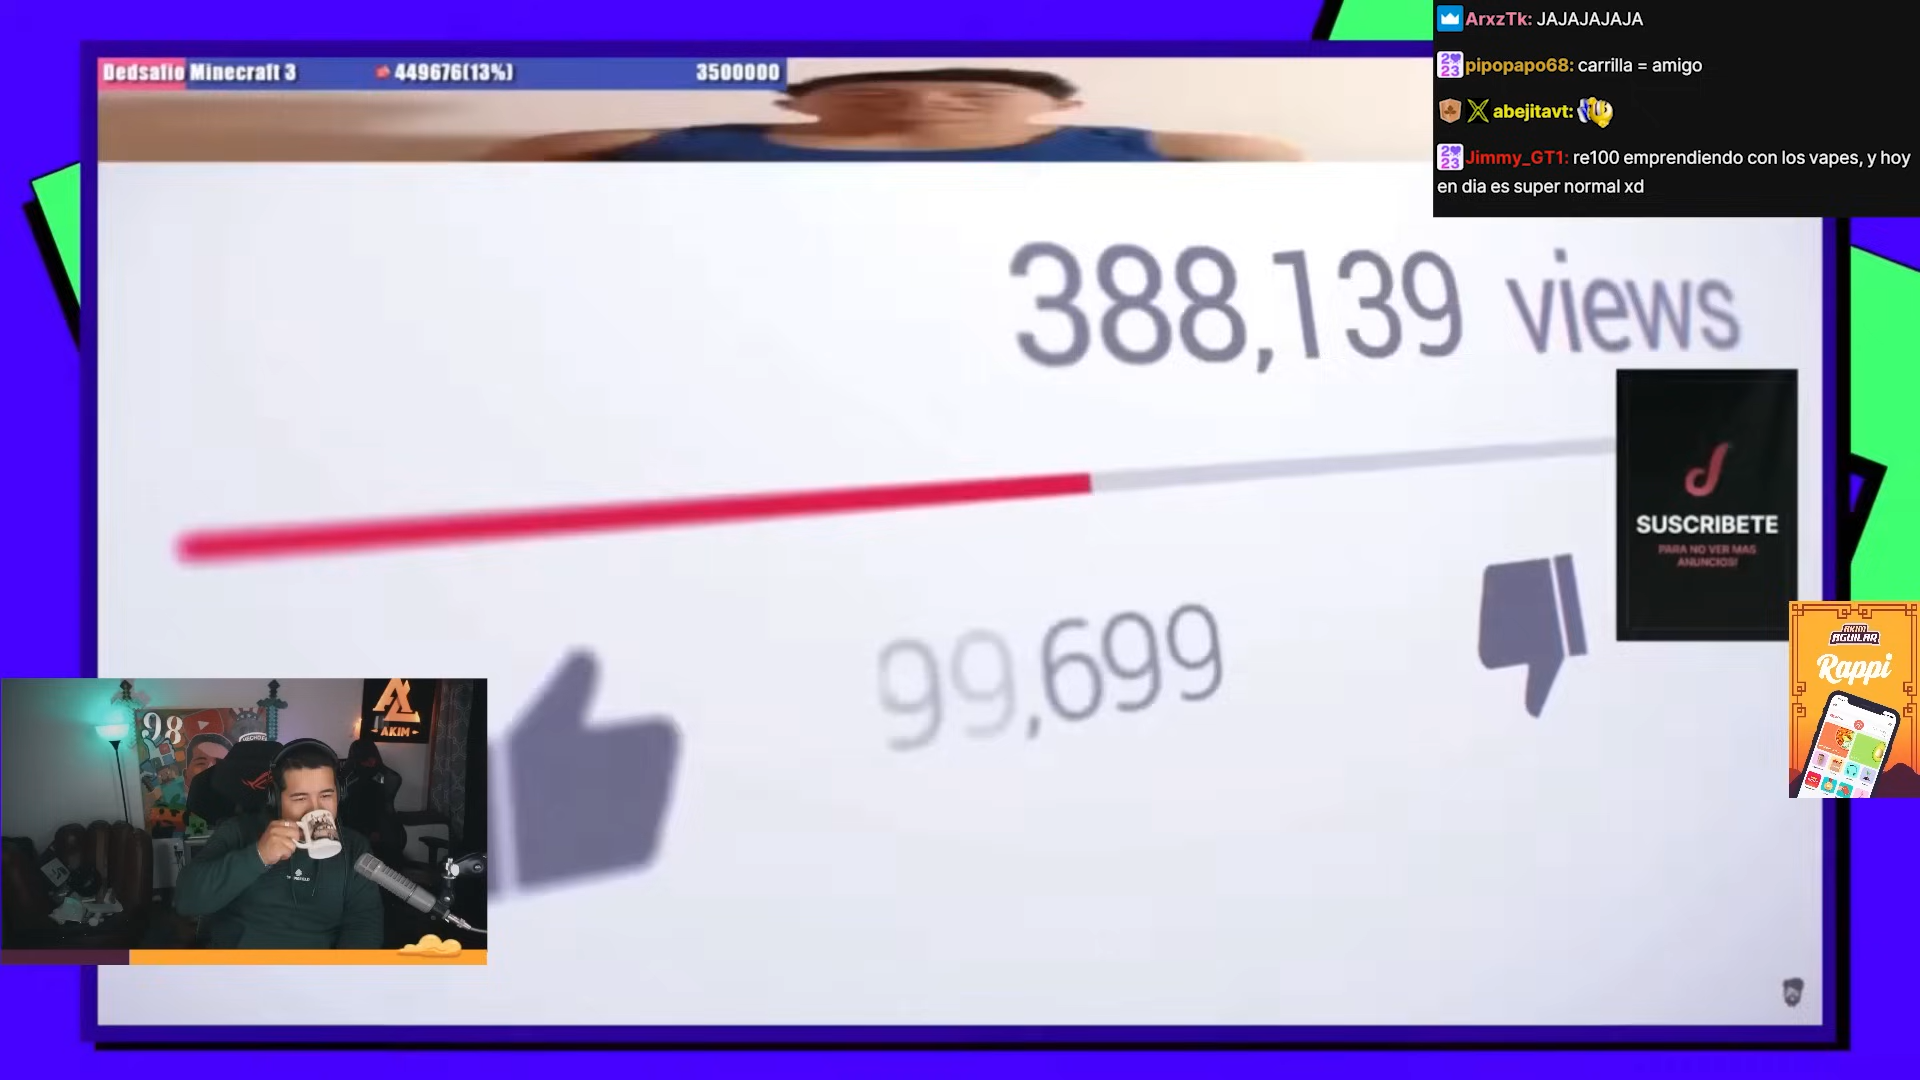 Dedsafio Minecraft 3 449676(13%) 3500000
ArxzTk: JAJAJAJAJA
pipopapo68: carrilla = amigo
abejitavt:
Jimmy_GT1: re100 emprendiendo con los vapes, y hoy
en dia es super normal xd
388,139 views
SUSCRIBETE
PARA NO VER MAS
ANUNCIOS!
99,699
AKIM
AGUILAR
Rappi
98
AKIM